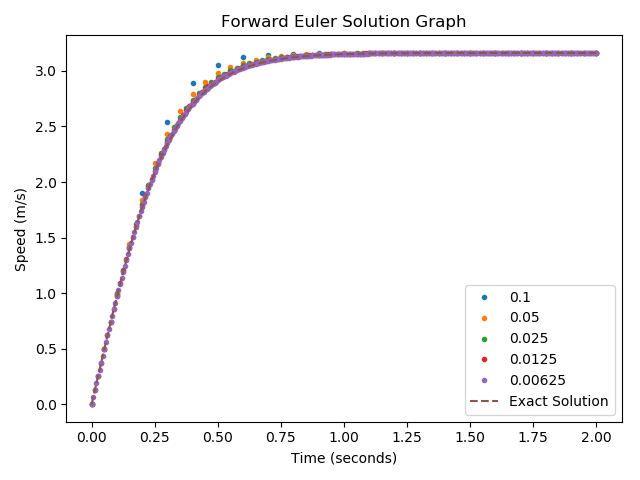 Forward Euler Solution Graph
3.0
2.5
2.0
1.5
1.0
0.5
0.0
Speed (m/s)
0.1
0.05
0.025
0.0125
0.00625
Exact Solution
0.00 0.25 0.50 0.75 1.00 1.25 1.50 1.75 2.00
Time (seconds)